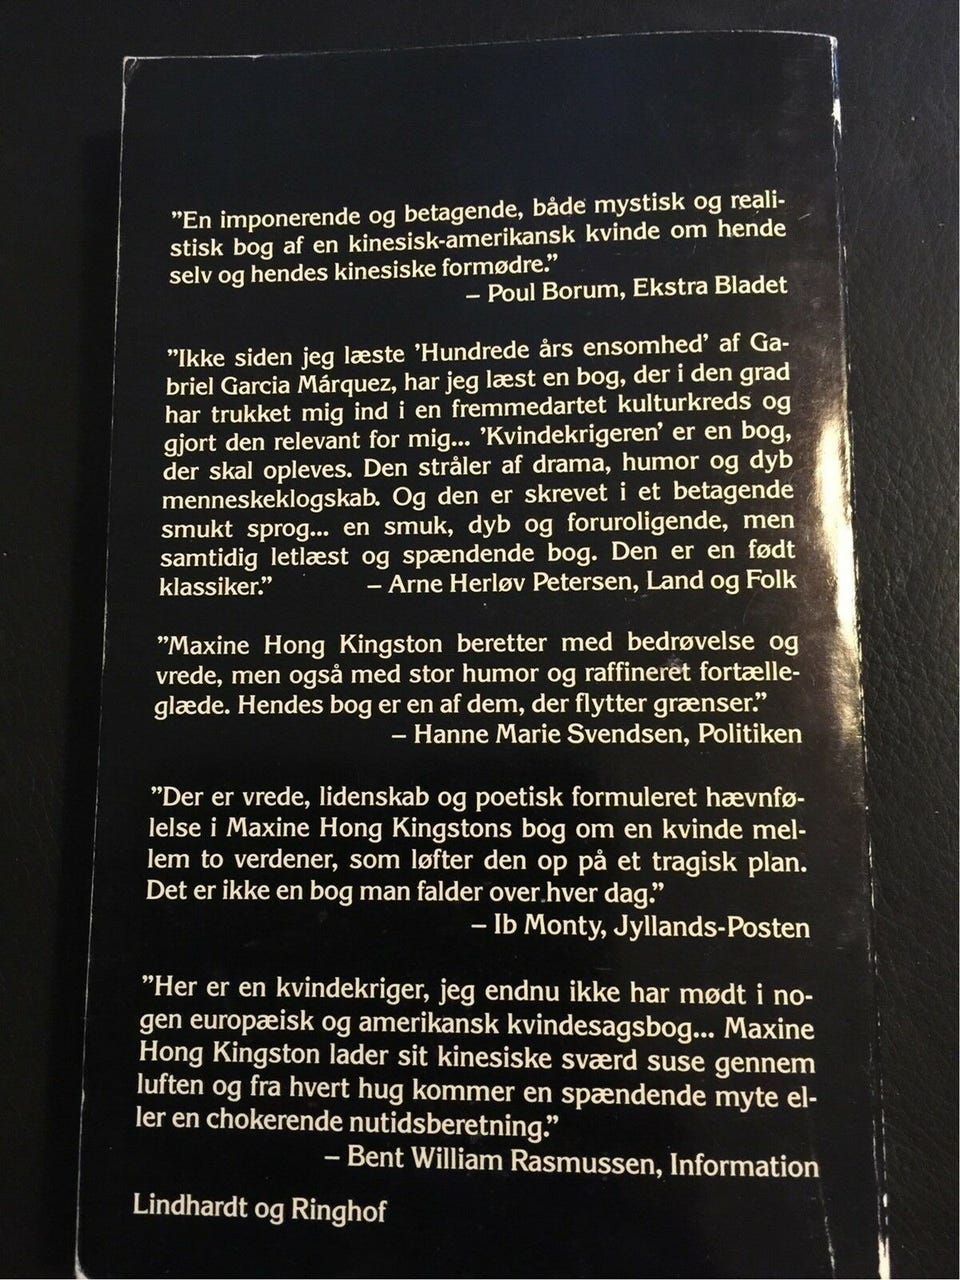 ”En imponerende og betagende, både mystisk og reali-
stisk bog af en kinesisk-amerikansk kvinde om hende
selv og hendes kinesiske formødre.”
– Poul Borum, Ekstra Bladet
”Ikke siden jeg læste ’Hundrede års ensomhed’ af Ga-
briel Garcia Márquez, har jeg læst en bog, der i den grad
har trukket mig ind i en fremmedartet kulturkreds og
gjort den relevant for mig... ’Kvindekrigeren’ er en bog,
der skal opleves. Den stråler af drama, humor og dyb
menneskeklogskab. Og den er skrevet i et betagende
smukt sprog... en smuk, dyb og foruroligende, men
samtidig letlæst og spændende bog. Den er en født
klassiker.” – Arne Herløv Petersen, Land og Folk
”Maxine Hong Kingston beretter med bedrøvelse og
vrede, men også med stor humor og raffineret fortælle-
glæde. Hendes bog er en af dem, der flytter grænser.”
– Hanne Marie Svendsen, Politiken
”Der er vrede, lidenskab og poetisk formuleret hævnfø-
lelse i Maxine Hong Kingstons bog om en kvinde mel-
lem to verdener, som løfter den op på et tragisk plan.
Det er ikke en bog man falder over hver dag.”
– Ib Monty, Jyllands-Posten
”Her er en kvindekriger, jeg endnu ikke har mødt i no-
gen europæisk og amerikansk kvindesagsbog... Maxine
Hong Kingston lader sit kinesiske sværd suse gennem
luften og fra hvert hug kommer en spændende myte el-
ler en chokerende nutidsberetning.”
– Bent William Rasmussen, Information
Lindhardt og Ringhof